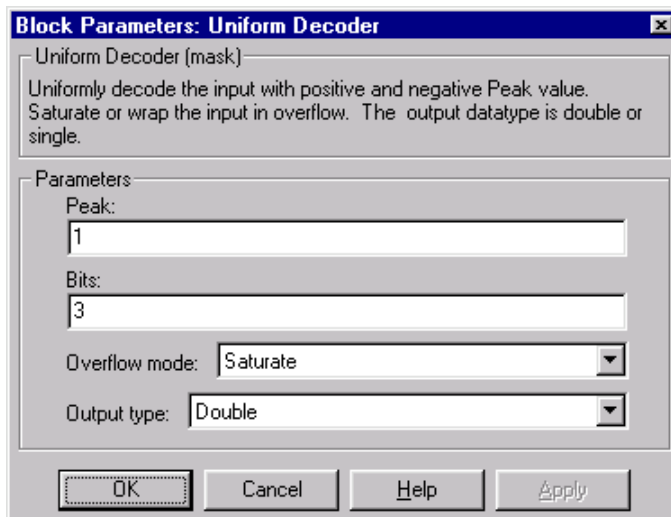 Block Parameters: Uniform Decoder
Uniform Decoder (mask)
Uniformly decode the input with positive and negative Peak value.
Saturate or wrap the input in overflow.  The  output datatype is double or
single.
Parameters
Peak:
1
Bits:
3
Overflow mode: Saturate
Output type: Double
OK Cancel Help Apply